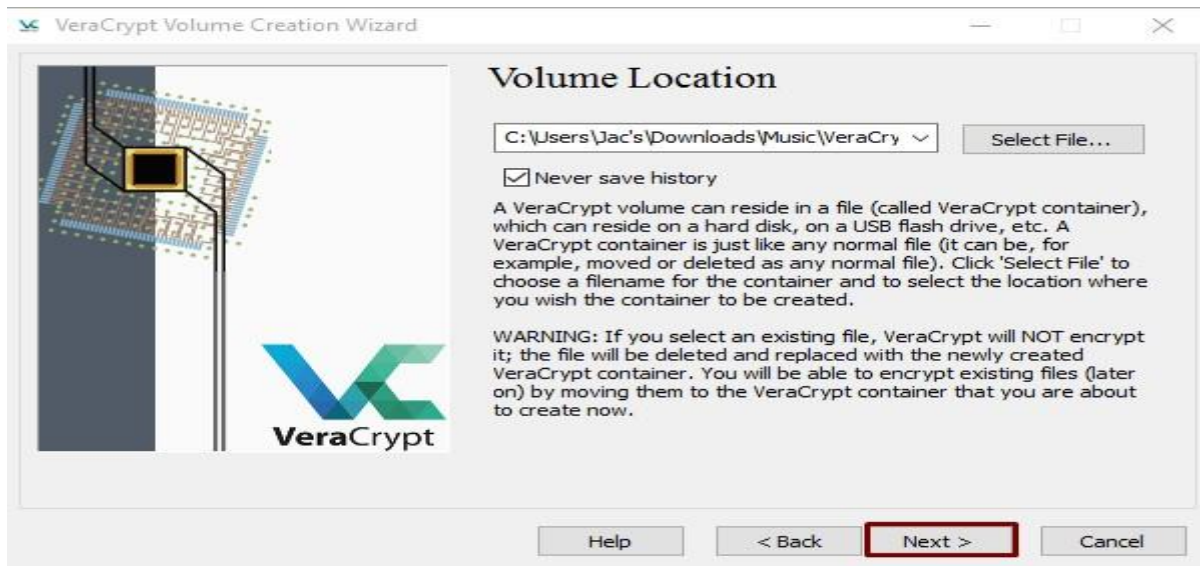 VeraCrypt Volume Creation Wizard
Volume Location
C:\Users\Jac's\Downloads\Music\VeraCry
Select File...
Never save history
A VeraCrypt volume can reside in a file (called VeraCrypt container),
which can reside on a hard disk, on a USB flash drive, etc. A
VeraCrypt container is just like any normal file (it can be, for
example, moved or deleted as any normal file). Click 'Select File' to
choose a filename for the container and to select the location where
you wish the container to be created.
WARNING: If you select an existing file, VeraCrypt will NOT encrypt
it; the file will be deleted and replaced with the newly created
VeraCrypt container. You will be able to encrypt existing files (later
on) by moving them to the VeraCrypt container that you are about
to create now.
VeraCrypt
Help
< Back
Next >
Cancel